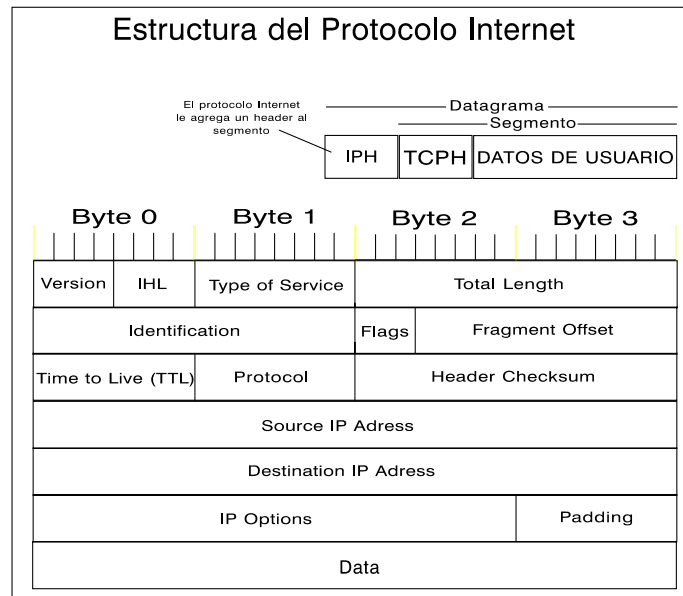 Estructura del Protocolo Internet
El protocolo Internet
le agrega un header al
segmento
Datagrama
Segmento
IPH TCPH DATOS DE USUARIO
Byte 0 Byte 1 Byte 2 Byte 3
Version IHL Type of Service Total Length
Identification Flags Fragment Offset
Time to Live (TTL) Protocol Header Checksum
Source IP Adress
Destination IP Adress
IP Options Padding
Data